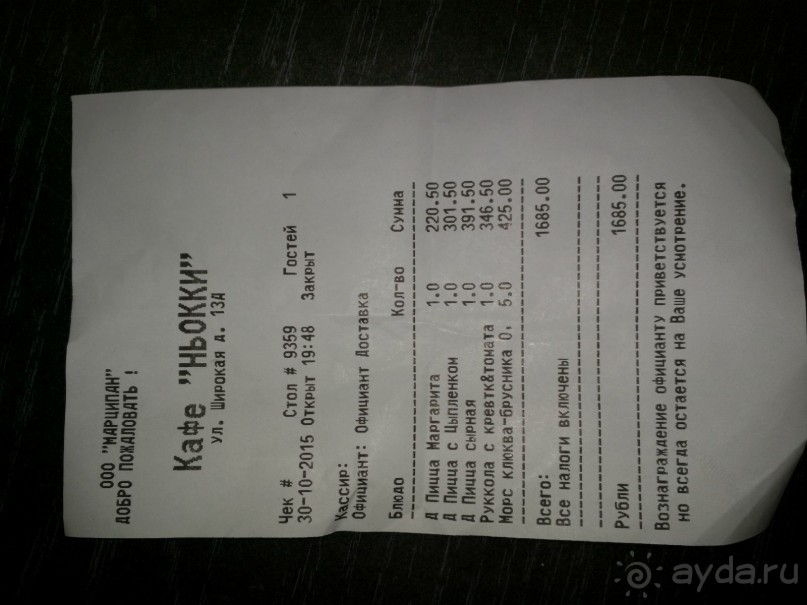 ООО "МАРЦИПАН"
ДОБРО ПОЖАЛОВАТЬ !
Кафе "НЬОККИ"
ул. Широкая д. 13А
Чек # Стол # 9359 Гостей 1
30-10-2015 Открыт 19:48 Закрыт
Кассир:
Официант: Официант Доставка
Блюдо Кол-во Сумма
Д Пицца Маргарита 1.0 220.50
Д Пицца с Цыпленком 1.0 301.50
Д Пицца сырная 1.0 391.50
Руккола с кревтк&томата 1.0 346.50
Морс клюква-брусника 0, 5.0 425.00
Всего: 1685.00
Все налоги включены
Рубли 1685.00
Вознаграждение официанту приветствуется
но всегда остается на Ваше усмотрение.
ayda.ru